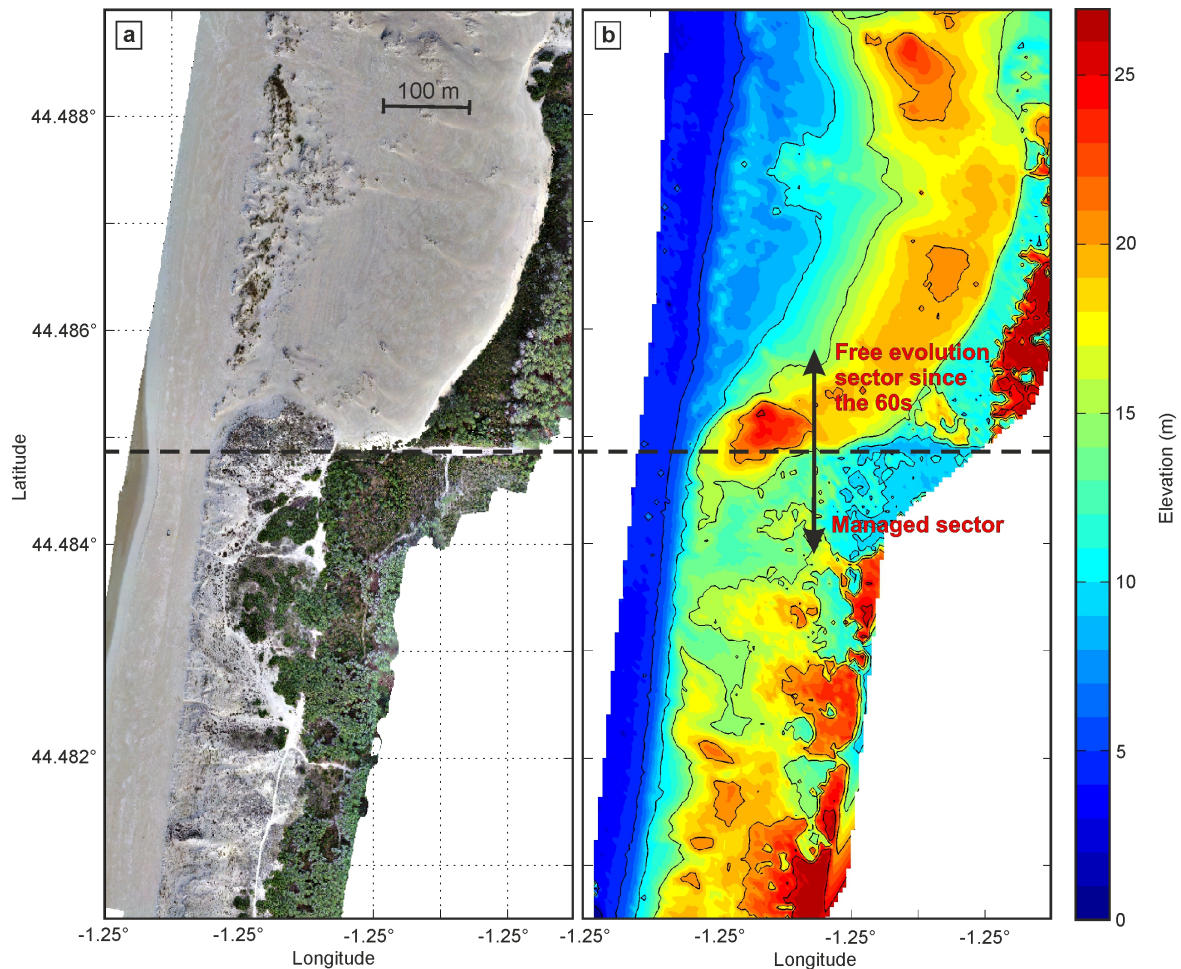 a
b
100 m
44.488°
44.486°
44.484°
44.482°
Latitude
-1.25°
-1.25°
-1.25°
-1.25°
Longitude
Free evolution
sector since
the 60s
Managed sector
-1.25°
-1.25°
-1.25°
-1.25°
Longitude
25
20
15
10
5
0
Elevation (m)